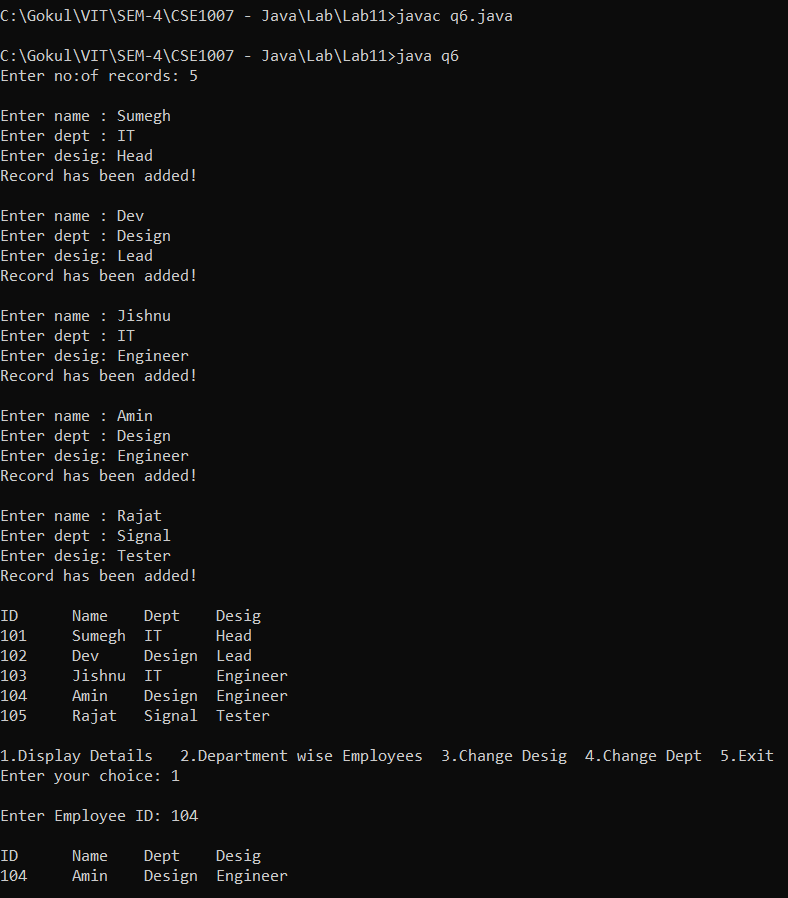 C:\Gokul\VIT\SEM-4\CSE1007 - Java\Lab\Lab11>javac q6.java
C:\Gokul\VIT\SEM-4\CSE1007 - Java\Lab\Lab11>java q6
Enter no:of records: 5
Enter name : Sumegh
Enter dept : IT
Enter desig: Head
Record has been added!
Enter name : Dev
Enter dept : Design
Enter desig: Lead
Record has been added!
Enter name : Jishnu
Enter dept : IT
Enter desig: Engineer
Record has been added!
Enter name : Amin
Enter dept : Design
Enter desig: Engineer
Record has been added!
Enter name : Rajat
Enter dept : Signal
Enter desig: Tester
Record has been added!
ID      Name    Dept    Desig
101     Sumegh  IT      Head
102     Dev     Design  Lead
103     Jishnu  IT      Engineer
104     Amin    Design  Engineer
105     Rajat   Signal  Tester
1.Display Details   2.Department wise Employees  3.Change Desig  4.Change Dept  5.Exit
Enter your choice: 1
Enter Employee ID: 104
ID      Name    Dept    Desig
104     Amin    Design  Engineer